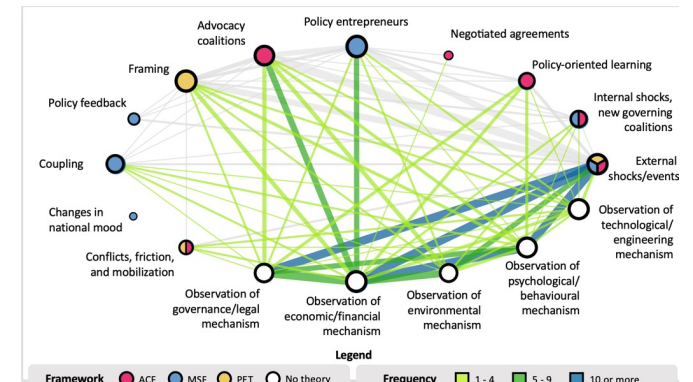 Policy entrepreneurs
Advocacy
coalitions
Negotiated agreements
Framing
Policy-oriented learning
Policy feedback
Internal shocks,
new governing
coalitions
Coupling
External
shocks/events
Changes in
national mood
Observation of
technological/
engineering
mechanism
Conflicts, friction,
and mobilization
Observation of
psychological/
behavioural
mechanism
Observation of
governance/legal
mechanism
Observation of
economic/financial
mechanism
Observation of
environmental
mechanism
Legend
Framework ACF MSF PET No theory
Frequency 1 - 4 5 - 9 10 or more